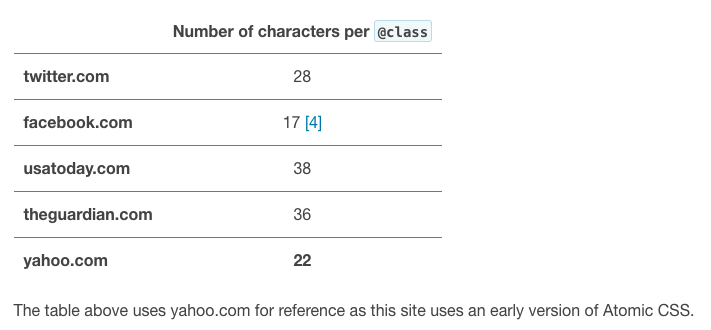 Number of characters per @class
twitter.com 28
facebook.com 17 [4]
usatoday.com 38
theguardian.com 36
yahoo.com 22
The table above uses yahoo.com for reference as this site uses an early version of Atomic CSS.